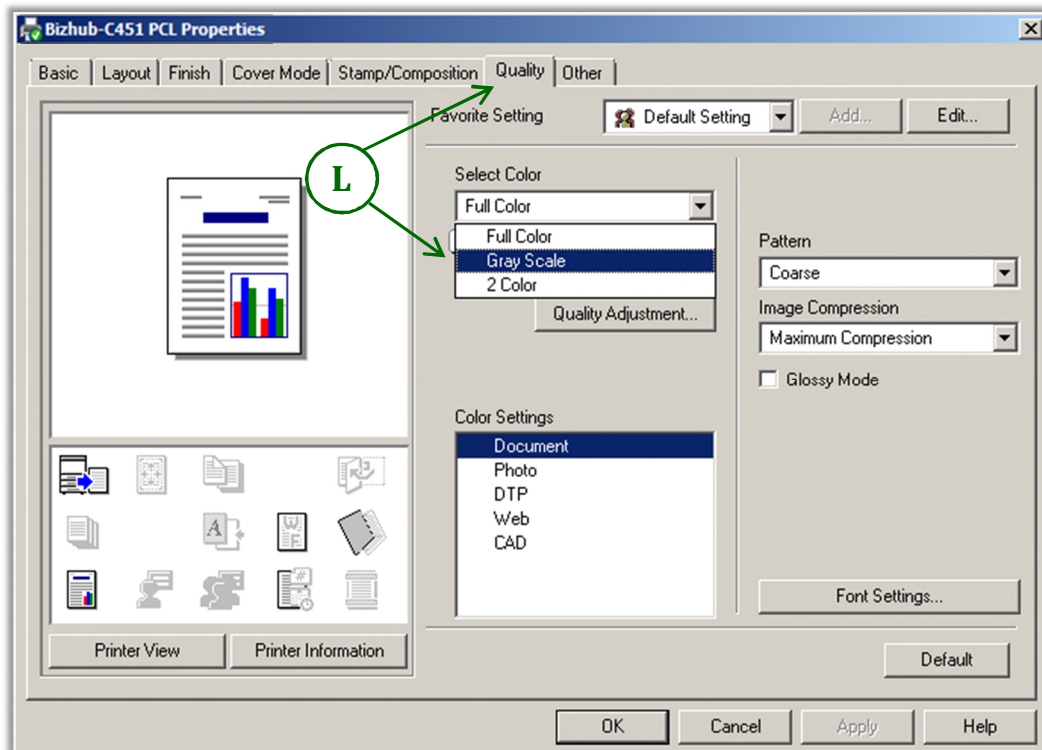 Bizhub-C451 PCL Properties
Basic Layout Finish Cover Mode Stamp/Composition Quality Other
Favorite Setting Default Setting Add... Edit...
L
Select Color
Full Color
Full Color
Gray Scale
2 Color
Quality Adjustment...
Pattern
Coarse
Image Compression
Maximum Compression
Glossy Mode
Color Settings
Document
Photo
DTP
Web
CAD
Font Settings...
Printer View Printer Information
Default
OK Cancel Apply Help